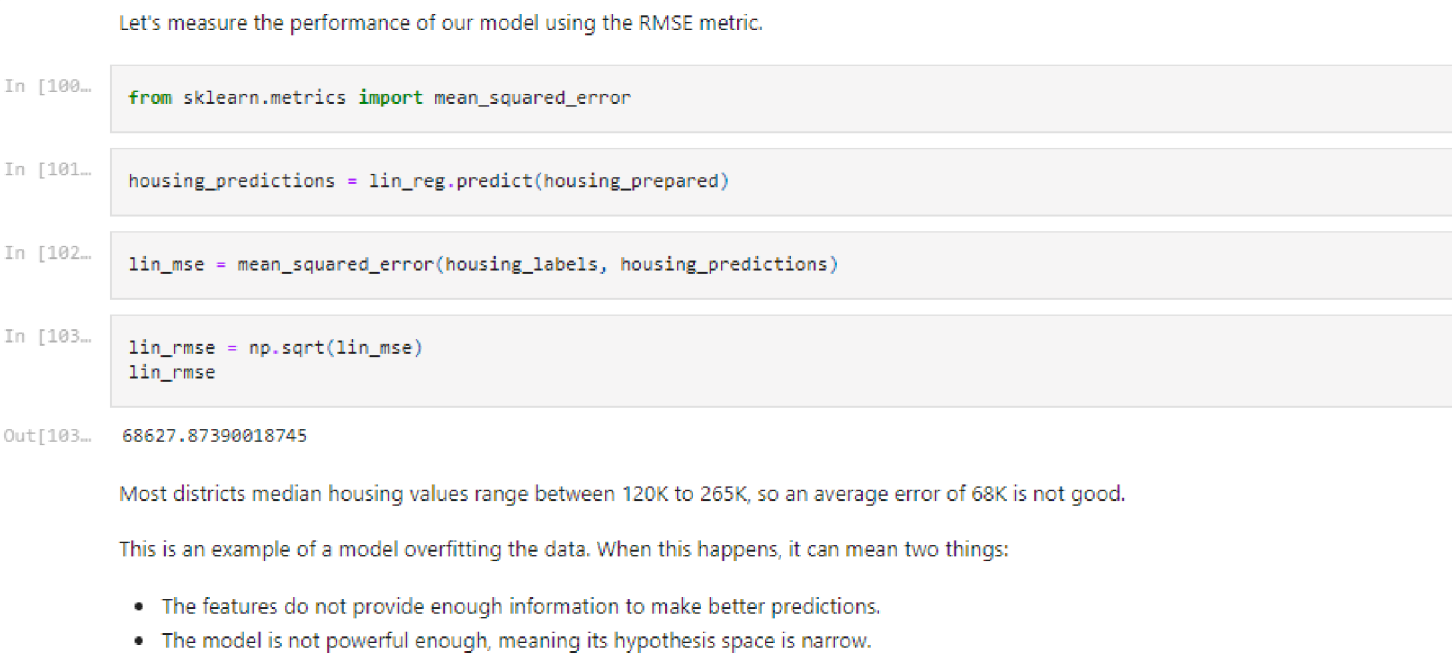 Let's measure the performance of our model using the RMSE metric.
In [100…
from sklearn.metrics import mean_squared_error
In [101…
housing_predictions = lin_reg.predict(housing_prepared)
In [102…
lin_mse = mean_squared_error(housing_labels, housing_predictions)
In [103…
lin_rmse = np.sqrt(lin_mse)
lin_rmse
Out[103…
68627.87390018745
Most districts median housing values range between 120K to 265K, so an average error of 68K is not good.
This is an example of a model overfitting the data. When this happens, it can mean two things:
• The features do not provide enough information to make better predictions.
• The model is not powerful enough, meaning its hypothesis space is narrow.